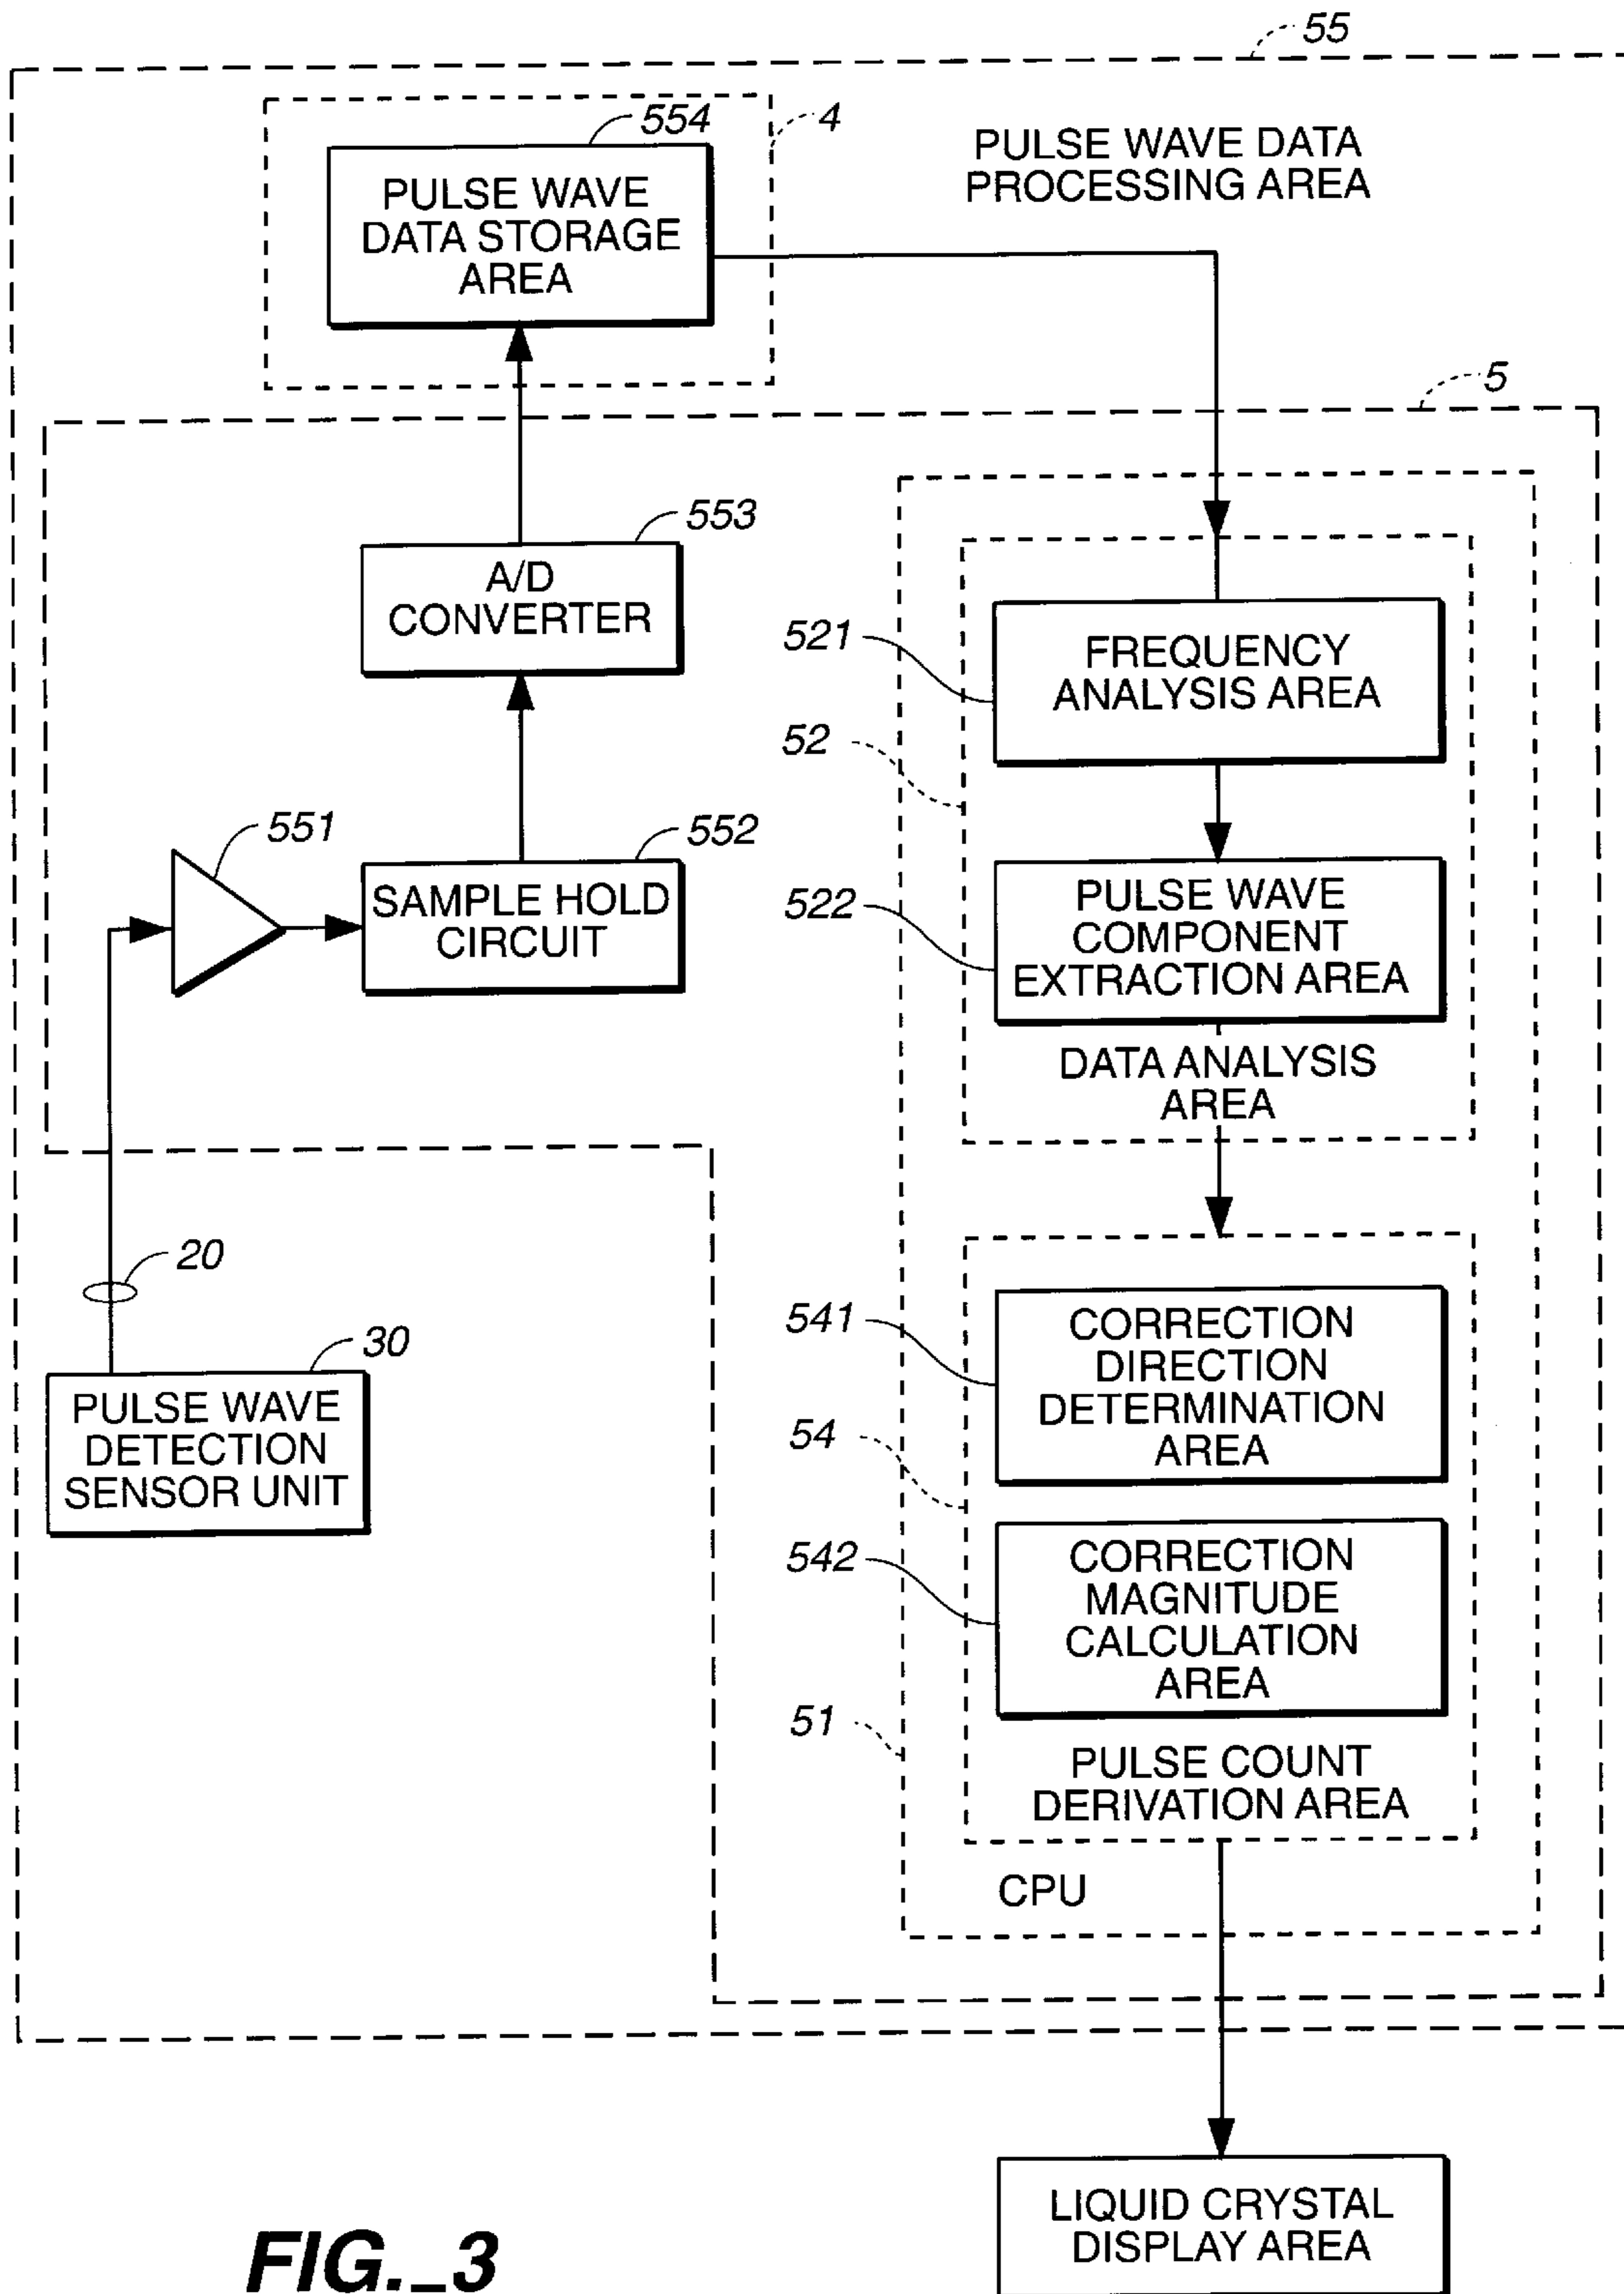 55
554
4
PULSE WAVE
DATA STORAGE
AREA
PULSE WAVE DATA
PROCESSING AREA
5
553
A/D
CONVERTER
521
FREQUENCY
ANALYSIS AREA
52
551
552
SAMPLE HOLD
CIRCUIT
522
PULSE WAVE
COMPONENT
EXTRACTION AREA
DATA ANALYSIS
AREA
20
30
PULSE WAVE
DETECTION
SENSOR UNIT
541
CORRECTION
DIRECTION
DETERMINATION
AREA
54
542
CORRECTION
MAGNITUDE
CALCULATION
AREA
51
PULSE COUNT
DERIVATION AREA
CPU
LIQUID CRYSTAL
DISPLAY AREA
FIG._3